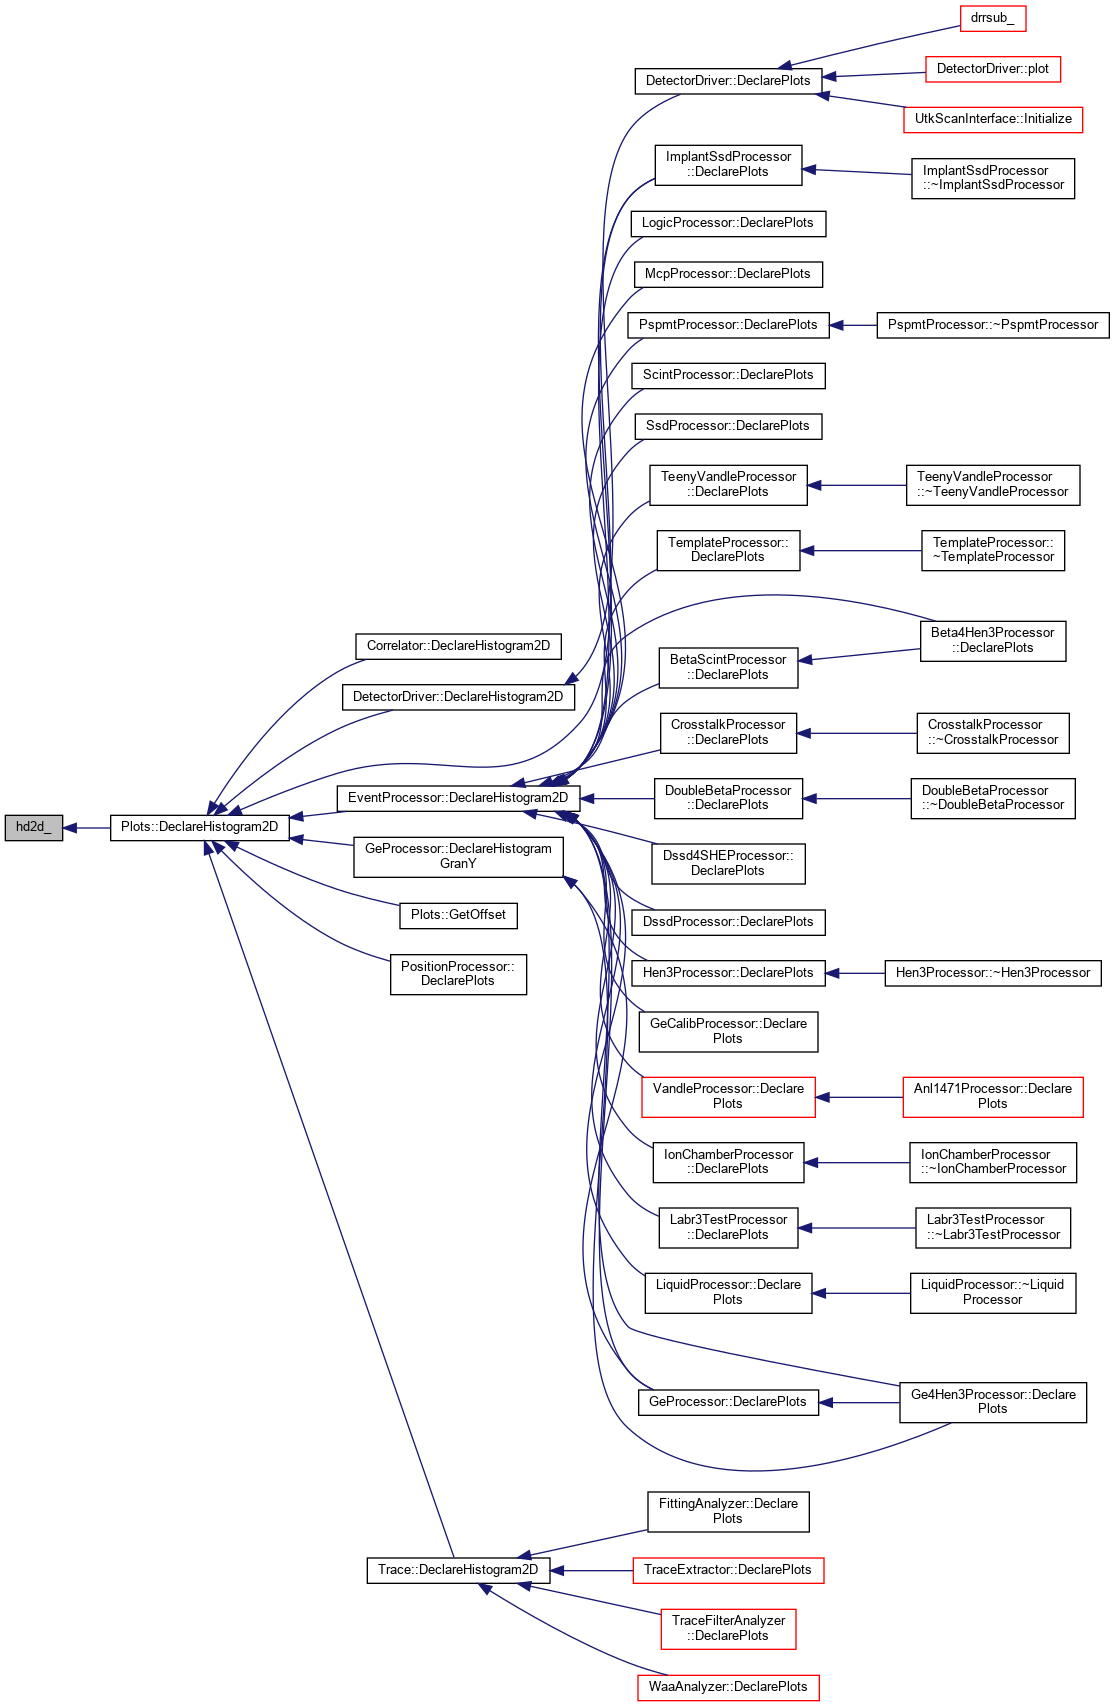 drrsub_
DetectorDriver::DeclarePlots
DetectorDriver::plot
UtkScanInterface::Initialize
ImplantSsdProcessor
::DeclarePlots
ImplantSsdProcessor
::~ImplantSsdProcessor
LogicProcessor::DeclarePlots
McpProcessor::DeclarePlots
PspmtProcessor::DeclarePlots
PspmtProcessor::~PspmtProcessor
ScintProcessor::DeclarePlots
SsdProcessor::DeclarePlots
TeenyVandleProcessor
::DeclarePlots
TeenyVandleProcessor
::~TeenyVandleProcessor
TemplateProcessor::
DeclarePlots
TemplateProcessor::
~TemplateProcessor
Correlator::DeclareHistogram2D
BetaScintProcessor
::DeclarePlots
Beta4Hen3Processor
::DeclarePlots
DetectorDriver::DeclareHistogram2D
CrosstalkProcessor
::DeclarePlots
CrosstalkProcessor
::~CrosstalkProcessor
EventProcessor::DeclareHistogram2D
DoubleBetaProcessor
::DeclarePlots
DoubleBetaProcessor
::~DoubleBetaProcessor
hd2d_
Plots::DeclareHistogram2D
GeProcessor::DeclareHistogram
GranY
Dssd4SHEProcessor::
DeclarePlots
Plots::GetOffset
DssdProcessor::DeclarePlots
PositionProcessor::
DeclarePlots
Hen3Processor::DeclarePlots
Hen3Processor::~Hen3Processor
GeCalibProcessor::Declare
Plots
VandleProcessor::Declare
Plots
Anl1471Processor::Declare
Plots
IonChamberProcessor
::DeclarePlots
IonChamberProcessor
::~IonChamberProcessor
Labr3TestProcessor
::DeclarePlots
Labr3TestProcessor
::~Labr3TestProcessor
LiquidProcessor::Declare
Plots
LiquidProcessor::~Liquid
Processor
GeProcessor::DeclarePlots
Ge4Hen3Processor::Declare
Plots
FittingAnalyzer::Declare
Plots
Trace::DeclareHistogram2D
TraceExtractor::DeclarePlots
TraceFilterAnalyzer
::DeclarePlots
WaaAnalyzer::DeclarePlots